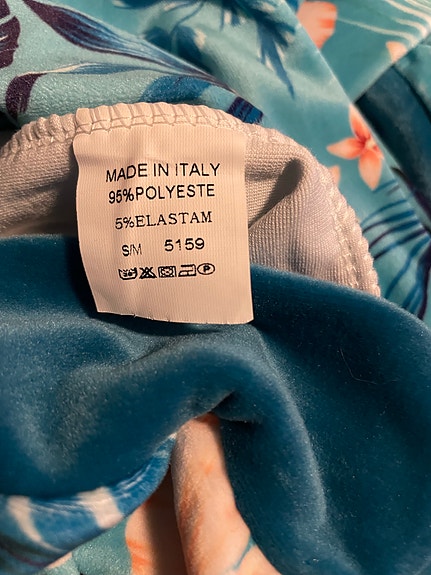 MADE IN ITALY
95%POLYESTE
5%ELASTAM
S/M 5159